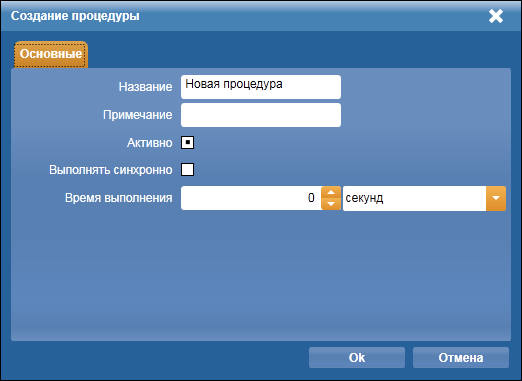 Создание процедуры
Основные
Название Новая процедура
Примечание
Активно
Выполнять синхронно
Время выполнения 0 секунд
Ok Отмена